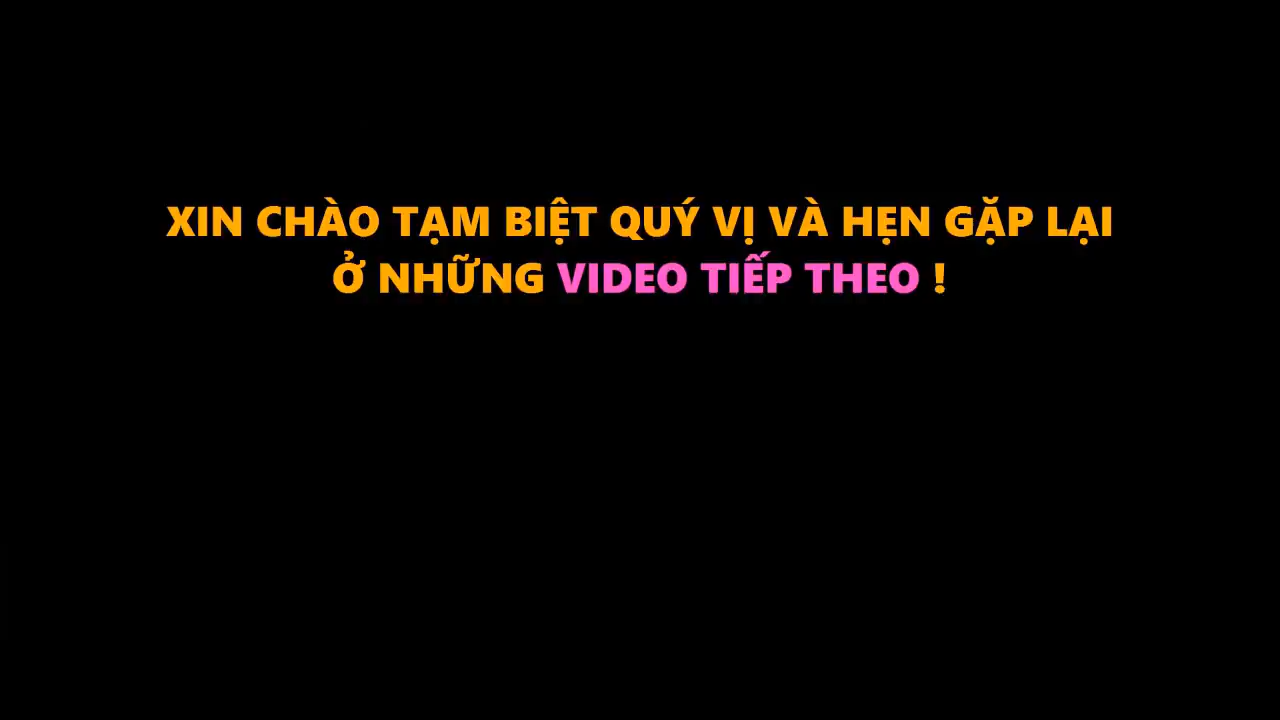 XIN CHÀO TẠM BIỆT QUÝ VỊ VÀ HẸN GẶP LẠI
Ở NHỮNG VIDEO TIẾP THEO !